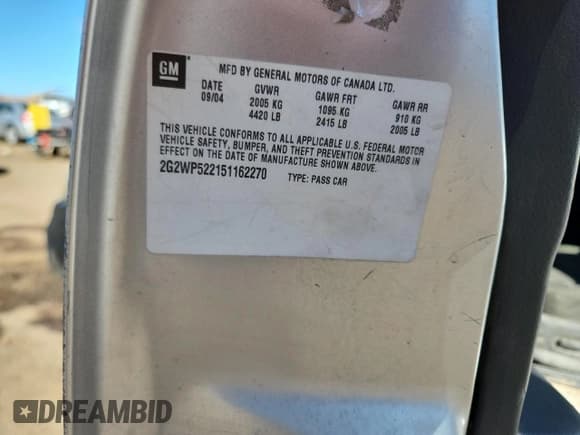 GM
MFD BY GENERAL MOTORS OF CANADA LTD.
DATE GVWR GAWR FRT GAWR RR
09/04 2005 KG 1095 KG 910 KG
4420 LB 2415 LB 2005 LB
THIS VEHICLE CONFORMS TO ALL APPLICABLE U.S. FEDERAL MOTOR
VEHICLE SAFETY, BUMPER, AND THEFT PREVENTION STANDARDS IN
EFFECT ON THE DATE OF MANUFACTURE SHOWN ABOVE.
2G2WP522151162270 TYPE: PASS CAR
DREAMBID